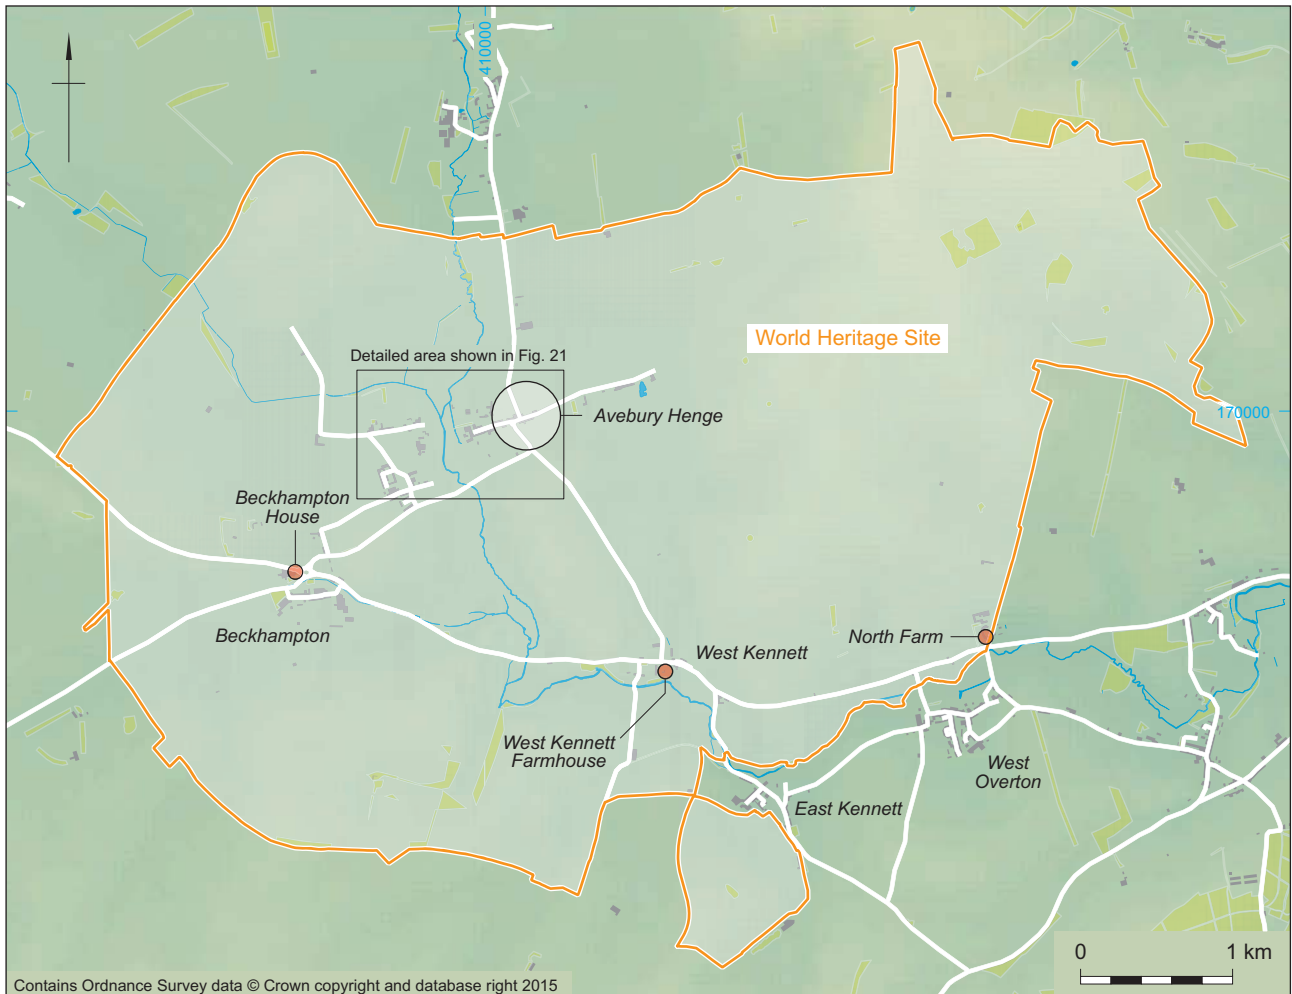 410000
World Heritage Site
Detailed area shown in Fig. 21
Avebury Henge
170000
Beckhampton
House
Beckhampton
North Farm
West Kennett
West Kennett
Farmhouse
West
Overton
East Kennett
0 1 km
Contains Ordnance Survey data © Crown copyright and database right 2015